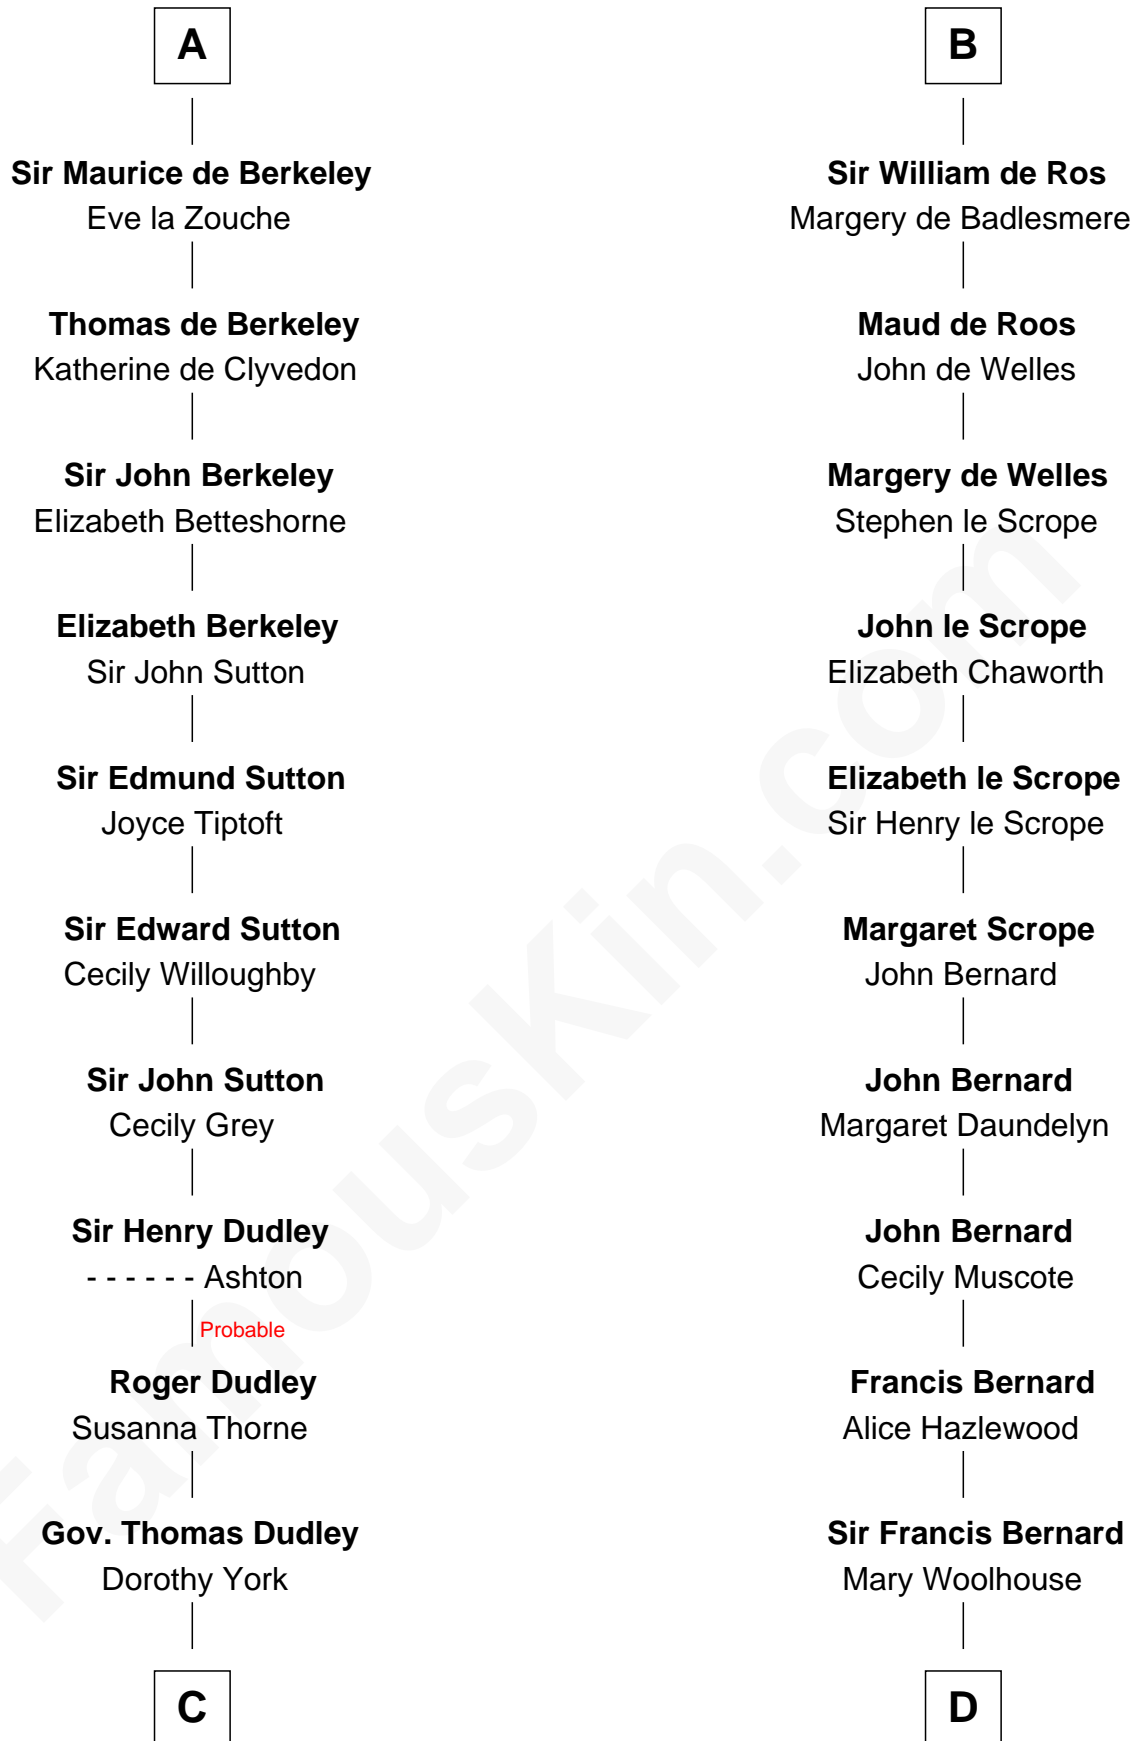 A
Sir Maurice de Berkeley
Eve la Zouche
Thomas de Berkeley
Katherine de Clyvedon
Sir John Berkeley
Elizabeth Betteshorne
Elizabeth Berkeley
Sir John Sutton
Sir Edmund Sutton
Joyce Tiptoft
Sir Edward Sutton
Cecily Willoughby
Sir John Sutton
Cecily Grey
Sir Henry Dudley
- - - - - - Ashton
Probable
Roger Dudley
Susanna Thorne
Gov. Thomas Dudley
Dorothy York
C
B
Sir William de Ros
Margery de Badlesmere
Maud de Roos
John de Welles
Margery de Welles
Stephen le Scrope
John le Scrope
Elizabeth Chaworth
Elizabeth le Scrope
Sir Henry le Scrope
Margaret Scrope
John Bernard
John Bernard
Margaret Daundelyn
John Bernard
Cecily Muscote
Francis Bernard
Alice Hazlewood
Sir Francis Bernard
Mary Woolhouse
D
FamousKin.com